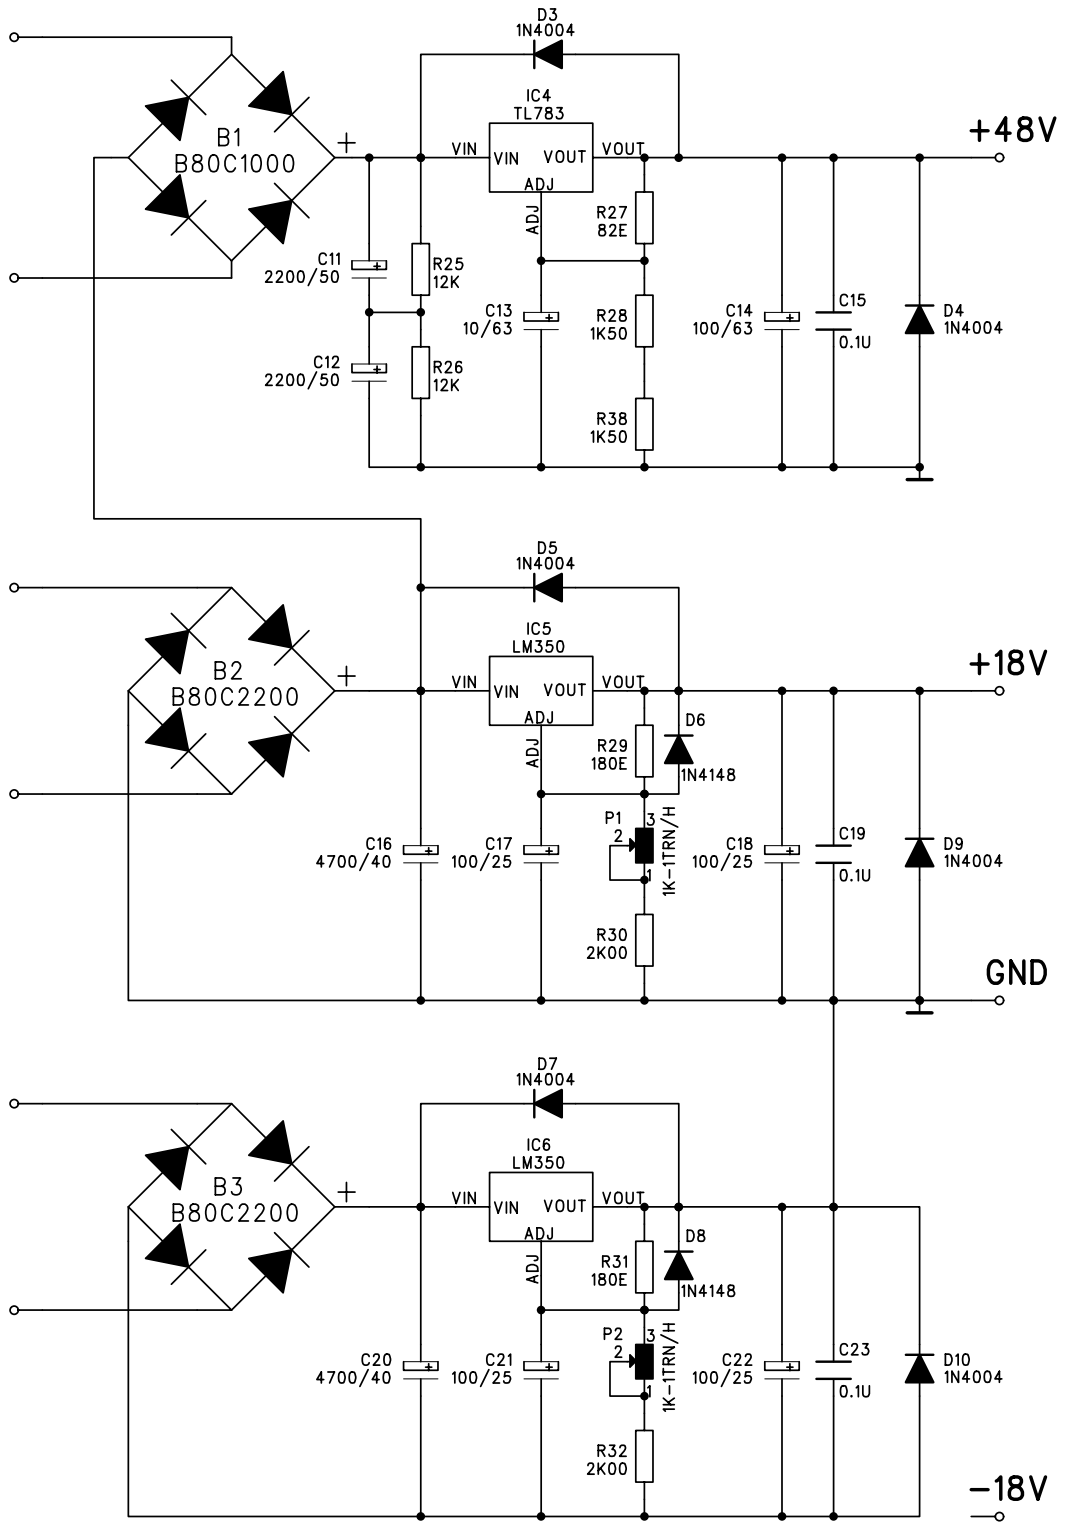 D3
1N4004
IC4
TL783
+48V
B1
B80C1000
+
VIN
VIN
VOUT
VOUT
ADJ
ADJ
R27
82E
C11
2200/50
R25
12K
C13
10/63
R28
1K50
C14
100/63
C15
0.1U
D4
1N4004
C12
2200/50
R26
12K
R38
1K50
D5
1N4004
IC5
LM350
+18V
B2
B80C2200
+
VIN
VIN
VOUT
VOUT
ADJ
ADJ
R29
180E
D6
1N4148
P1
3
2
1
1K-1TRN/H
C16
4700/40
C17
100/25
C18
100/25
C19
0.1U
D9
1N4004
R30
2K00
GND
D7
1N4004
IC6
LM350
B3
B80C2200
+
VIN
VIN
VOUT
VOUT
ADJ
ADJ
R31
180E
D8
1N4148
P2
3
2
1
1K-1TRN/H
C20
4700/40
C21
100/25
C22
100/25
C23
0.1U
D10
1N4004
R32
2K00
-18V